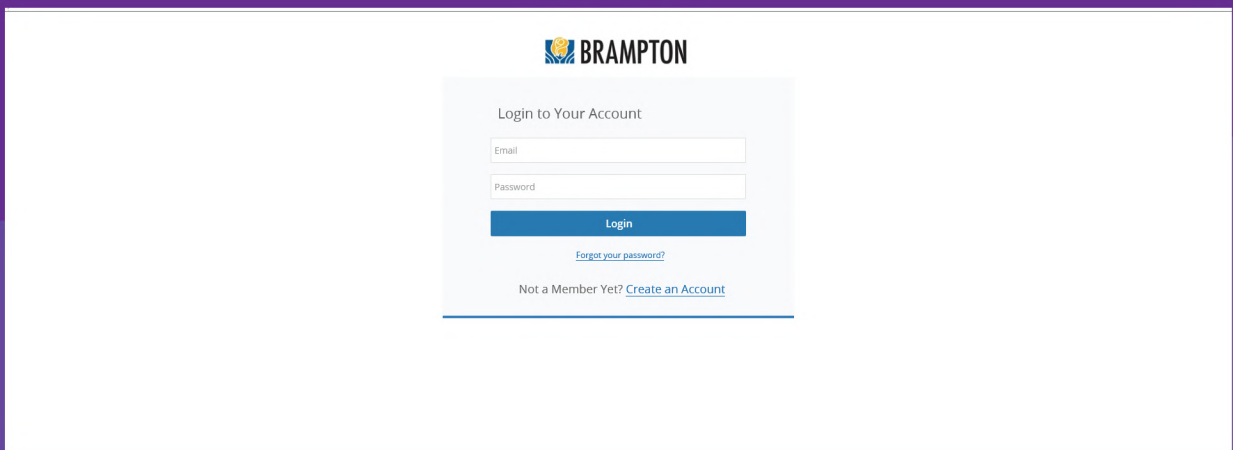 BRAMPTON
Login to Your Account
Email
Password
Login
Forgot your password?
Not a Member Yet? Create an Account